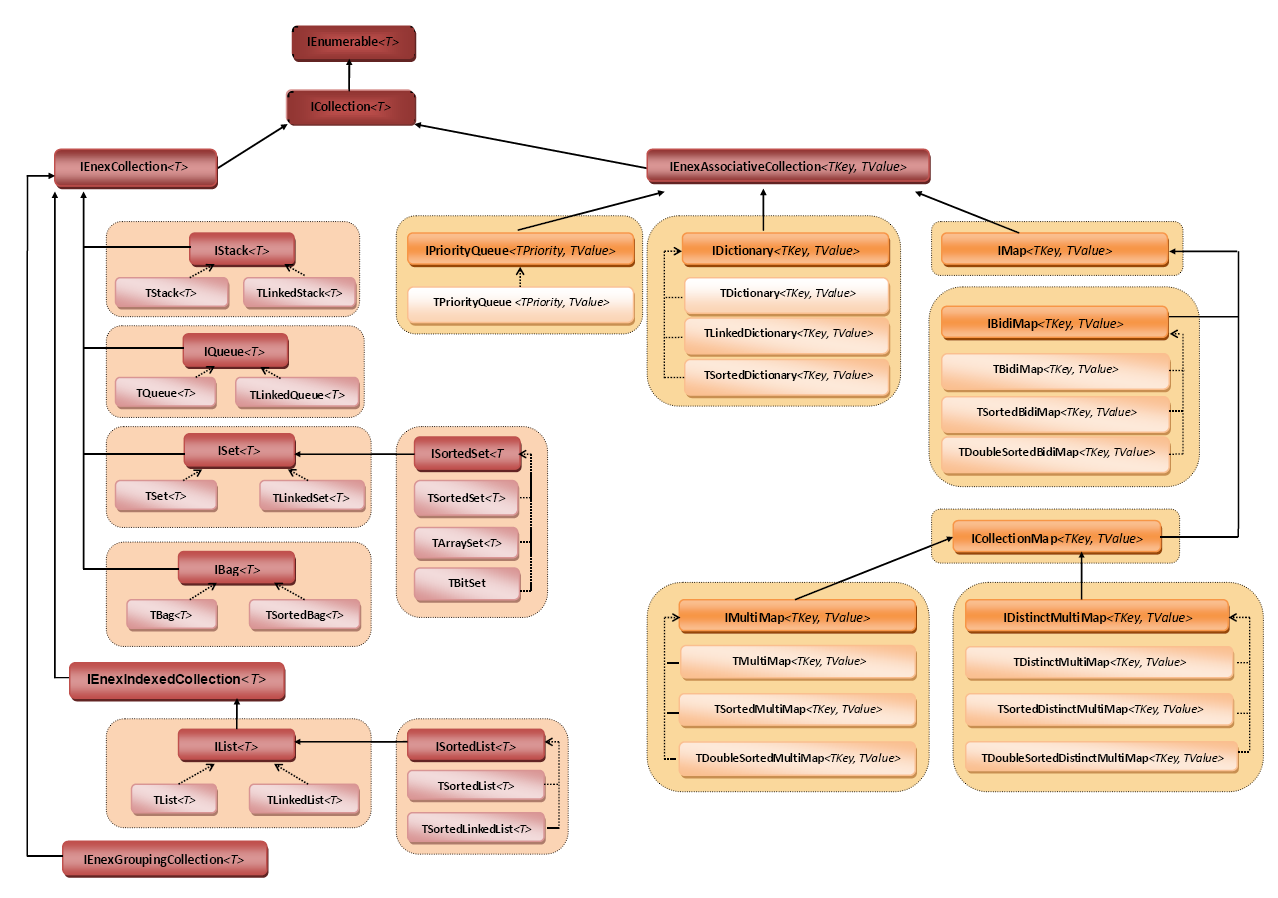 IEnumerable<T>
ICollection<T>
IEnexCollection<T>
IEnexAssociativeCollection<TKey, TValue>
IStack<T>
TStack<T>
TLinkedStack<T>
IQueue<T>
TQueue<T>
TLinkedQueue<T>
ISet<T>
TSet<T>
TLinkedSet<T>
ISortedSet<T
TSortedSet<T>
TArraySet<T>
TBitSet
IBag<T>
TBag<T>
TSortedBag<T>
IEnexIndexedCollection<T>
IList<T>
TList<T>
TLinkedList<T>
ISortedList<T>
TSortedList<T>
TSortedLinkedList<T>
IEnexGroupingCollection<T>
IPriorityQueue<TPriority, TValue>
TPriorityQueue <TPriority, TValue>
IDictionary<TKey, TValue>
TDictionary<TKey, TValue>
TLinkedDictionary<TKey, TValue>
TSortedDictionary<TKey, TValue>
IMap<TKey, TValue>
IBidiMap<TKey, TValue>
TBidiMap<TKey, TValue>
TSortedBidiMap<TKey, TValue>
TDoubleSortedBidiMap<TKey, TValue>
ICollectionMap<TKey, TValue>
IMultiMap<TKey, TValue>
TMultiMap<TKey, TValue>
TSortedMultiMap<TKey, TValue>
TDoubleSortedMultiMap<TKey, TValue>
IDistinctMultiMap<TKey, TValue>
TDistinctMultiMap<TKey, TValue>
TSortedDistinctMultiMap<TKey, TValue>
TDoubleSortedDistinctMultiMap<TKey, TValue>